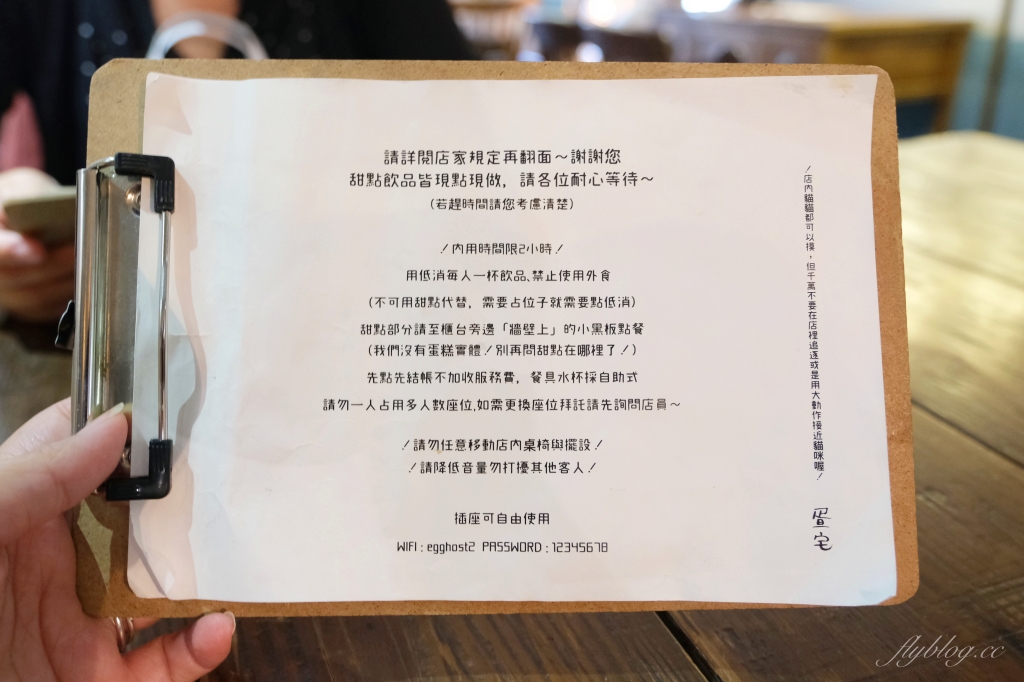 請詳閱店家規定再翻面～謝謝您
甜點飲品皆現點現做，請各位耐心等待～
(若趕時間請您考慮清楚)
！內用時間限2小時！
用低消每人一杯飲品、禁止使用外食
(不可用甜點代替，需要占位子就需要點低消)
甜點部分請至櫃台旁邊「牆壁上」的小黑板點餐
(我們沒有蛋糕實體！別再問甜點在哪裡了！)
先點先結帳不加收服務費，餐具水杯採自助式
請勿一人占用多人數座位,如需更換座位拜託請先詢問店員～
！請勿任意移動店內桌椅與擺設！
！請降低音量勿打擾其他客人！
插座可自由使用
WIFI : egghost2 PASSWORD : 12345678
！店內貓貓都可以摸，但千萬不要在店裡追逐或是用大動作接近貓咪喔！
蛋宅
flyblog.cc